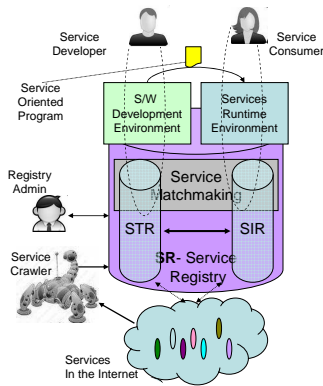 Service
Developer
Service
Consumer
Service
Oriented
Program
S/W
Development
Environment
Services
Runtime
Environment
Service
Matchmaking
Registry
Admin
STR
SIR
Service
Crawler
SR- Service
Registry
Services
In the Internet